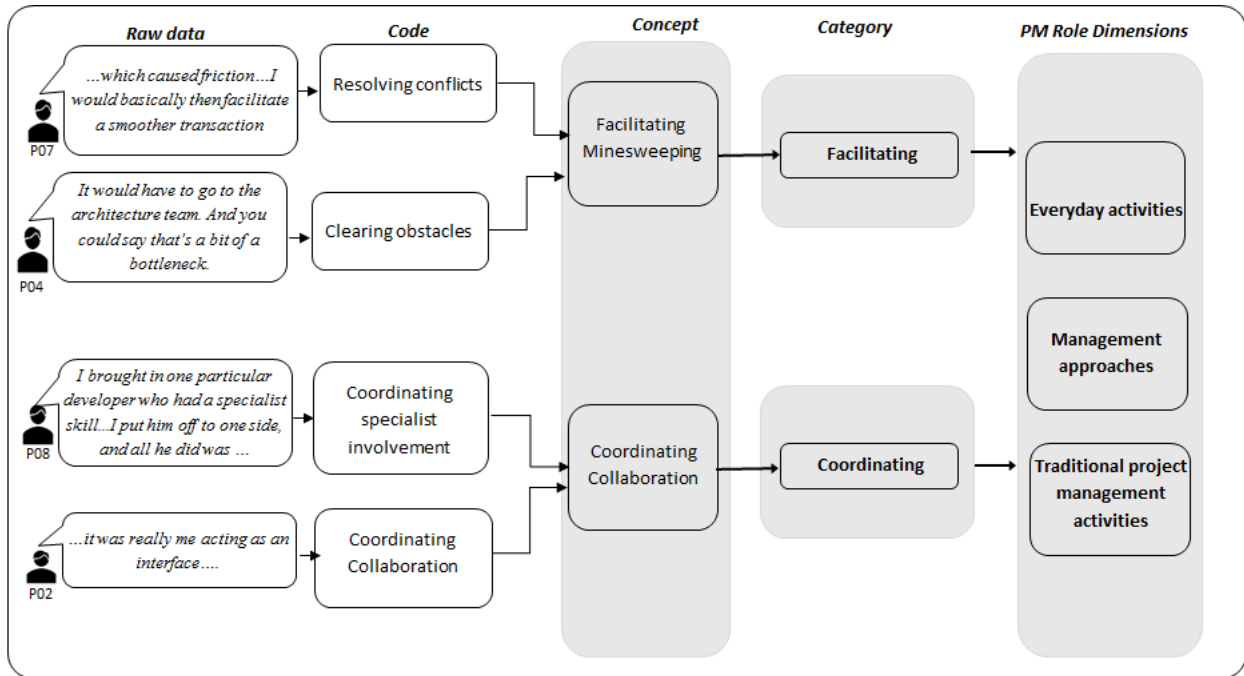 Raw data
Code
Concept
Category
PM Role Dimensions
…which caused friction…I
would basically then facilitate
a smoother transaction
P07
Resolving conflicts
Facilitating
Minesweeping
Facilitating
Everyday activities
It would have to go to the
architecture team. And you
could say that's a bit of a
bottleneck.
P04
Clearing obstacles
Management
approaches
I brought in one particular
developer who had a specialist
skill...I put him off to one side,
and all he did was …
P08
Coordinating
specialist
involvement
Coordinating
Collaboration
Coordinating
Traditional project
management
activities
…it was really me acting as an
interface….
P02
Coordinating
Collaboration